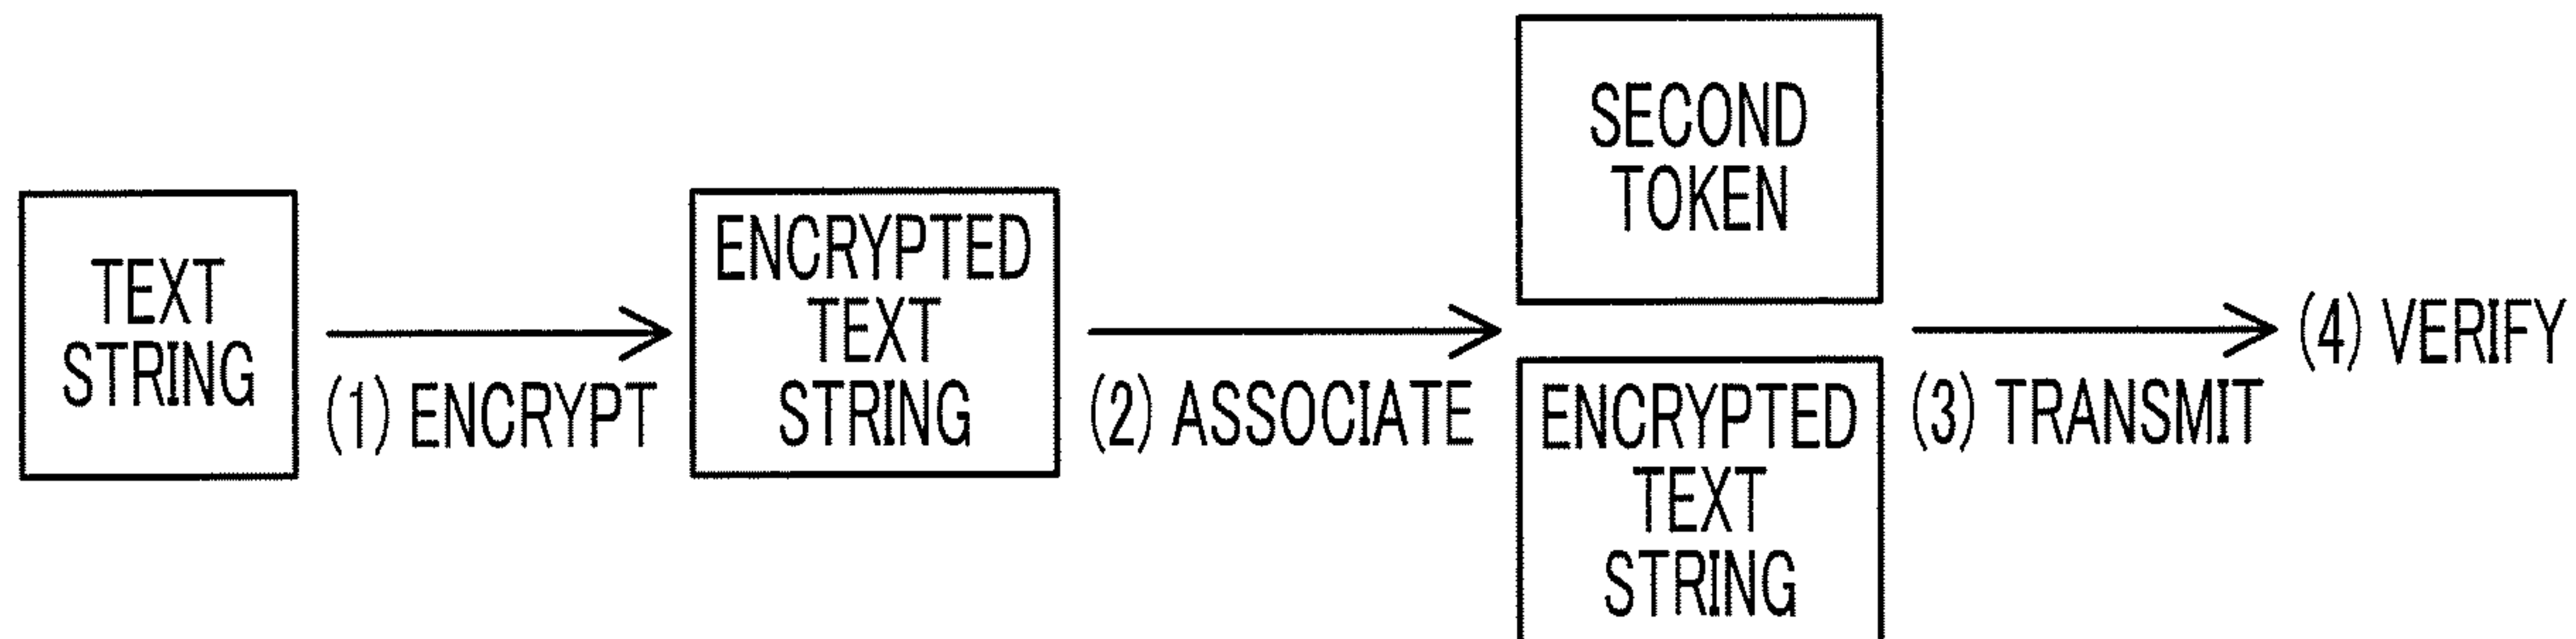 TEXT
STRING
(1) ENCRYPT
ENCRYPTED
TEXT
STRING
(2) ASSOCIATE
SECOND
TOKEN
ENCRYPTED
TEXT
STRING
(3) TRANSMIT
(4) VERIFY